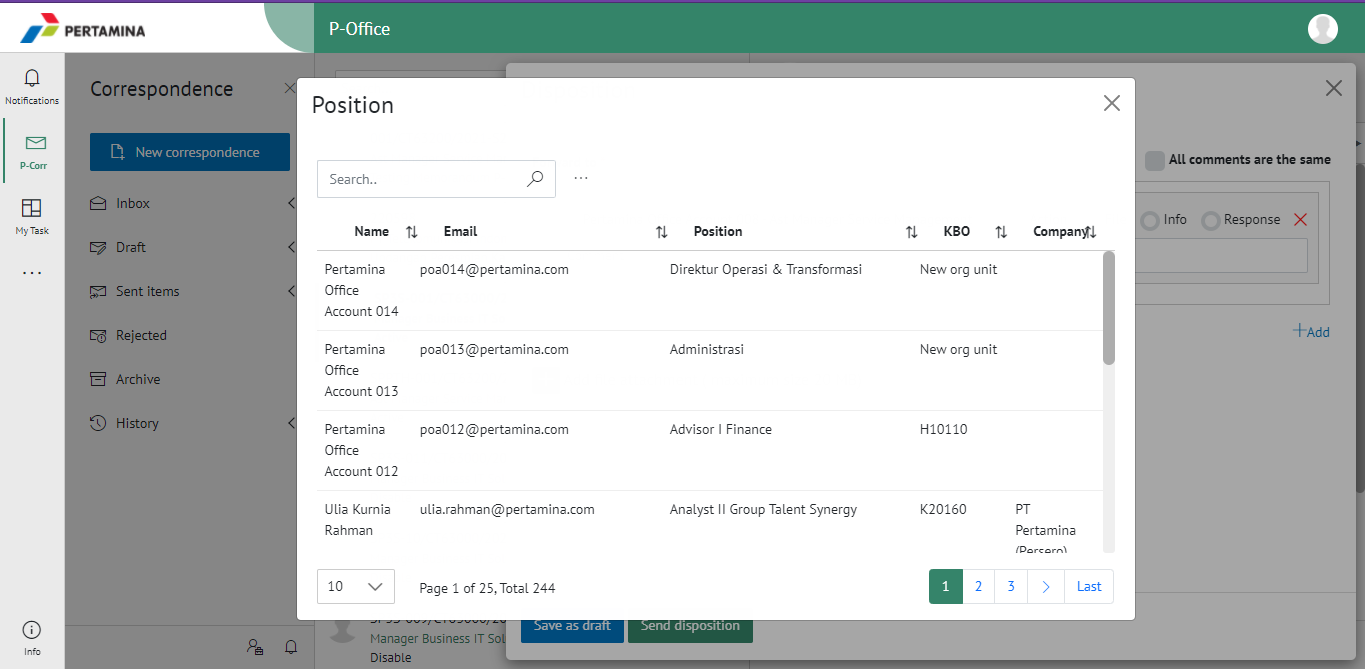 PERTAMINA
P-Office
Notifications
P-Corr
My Task
...
Info
Correspondence
New correspondence
Inbox
Draft
Sent items
Rejected
Archive
History
Position
Search..
...
Name Email Position KBO Company
Pertamina Office Account 014 poa014@pertamina.com Direktur Operasi & Transformasi New org unit
Pertamina Office Account 013 poa013@pertamina.com Administrasi New org unit
Pertamina Office Account 012 poa012@pertamina.com Advisor I Finance H10110
Ulia Kurnia Rahman ulia.rahman@pertamina.com Analyst II Group Talent Synergy K20160 PT Pertamina (Persero)
10 Page 1 of 25, Total 244 1 2 3 Last
All comments are the same
Info Response
+Add
Manager Business IT Sol
Disable
Save as draft Send disposition